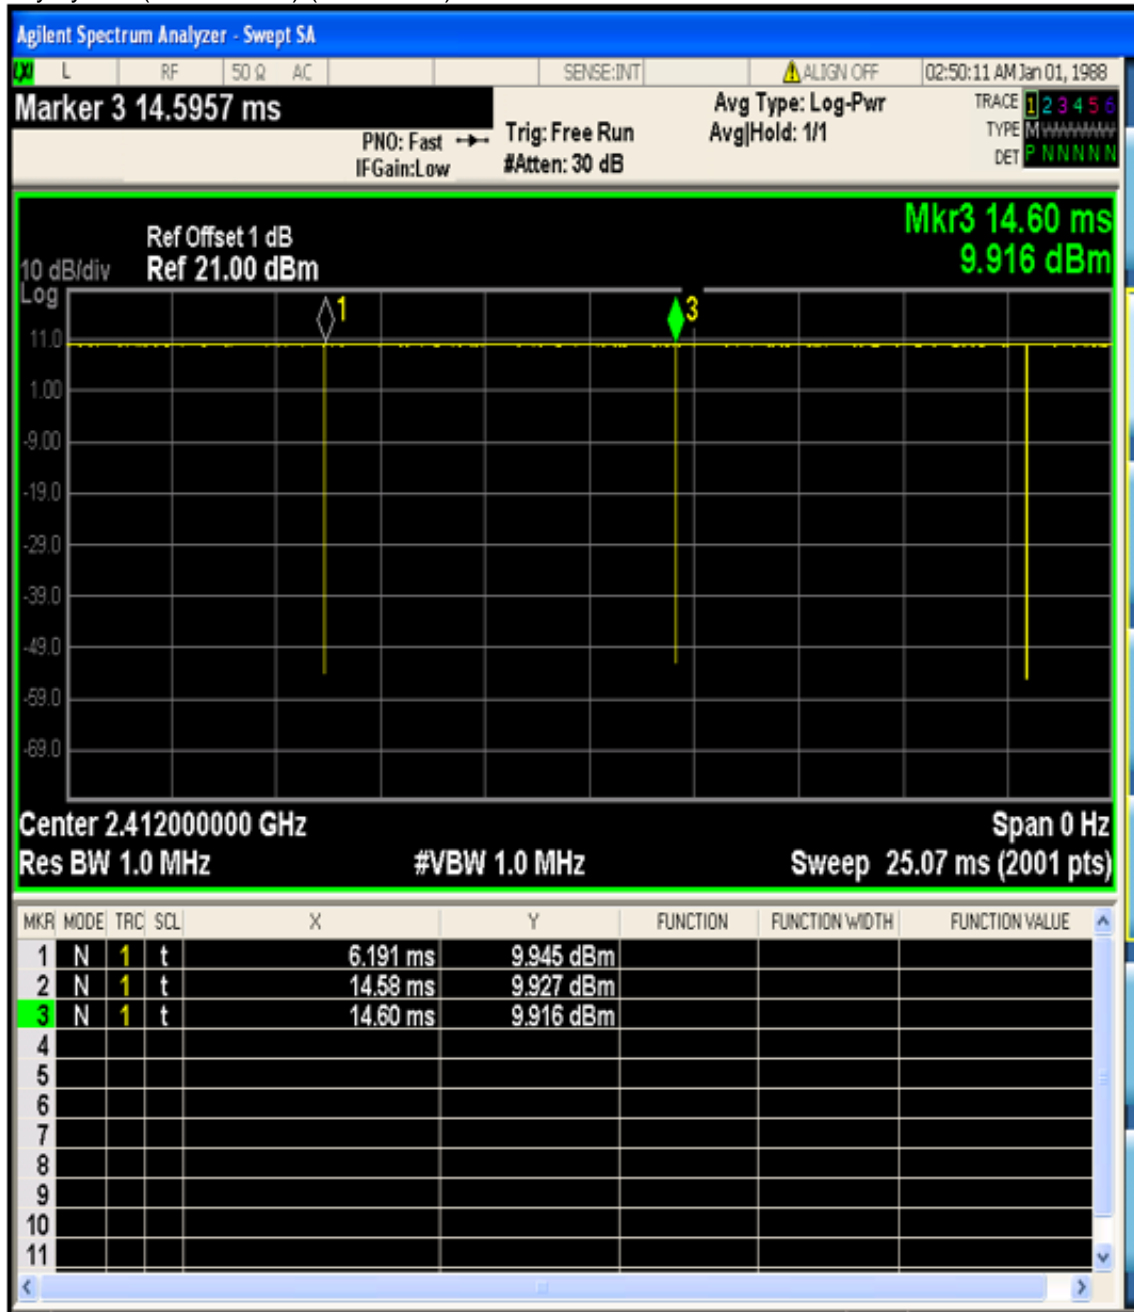 Agilent Spectrum Analyzer - Swept SA
LXI L RF 50 Ω AC SENSE:INT ALIGN OFF 02:50:11 AM Jan 01, 1988
Marker 3 14.5957 ms
PNO: Fast
IFGain:Low
Trig: Free Run
#Atten: 30 dB
Avg Type: Log-Pwr
Avg|Hold: 1/1
TRACE 1 2 3 4 5 6
TYPE M WWWWW
DET P N N N N N
Mkr3 14.60 ms
9.916 dBm
Ref Offset 1 dB
10 dB/div Ref 21.00 dBm
Log
1
3
11.0
1.00
-9.00
-19.0
-29.0
-39.0
-49.0
-59.0
-69.0
Center 2.412000000 GHz Span 0 Hz
Res BW 1.0 MHz #VBW 1.0 MHz Sweep 25.07 ms (2001 pts)
MKR MODE TRC SCL X Y FUNCTION FUNCTION WIDTH FUNCTION VALUE
1 N 1 t 6.191 ms 9.945 dBm
2 N 1 t 14.58 ms 9.927 dBm
3 N 1 t 14.60 ms 9.916 dBm
4
5
6
7
8
9
10
11